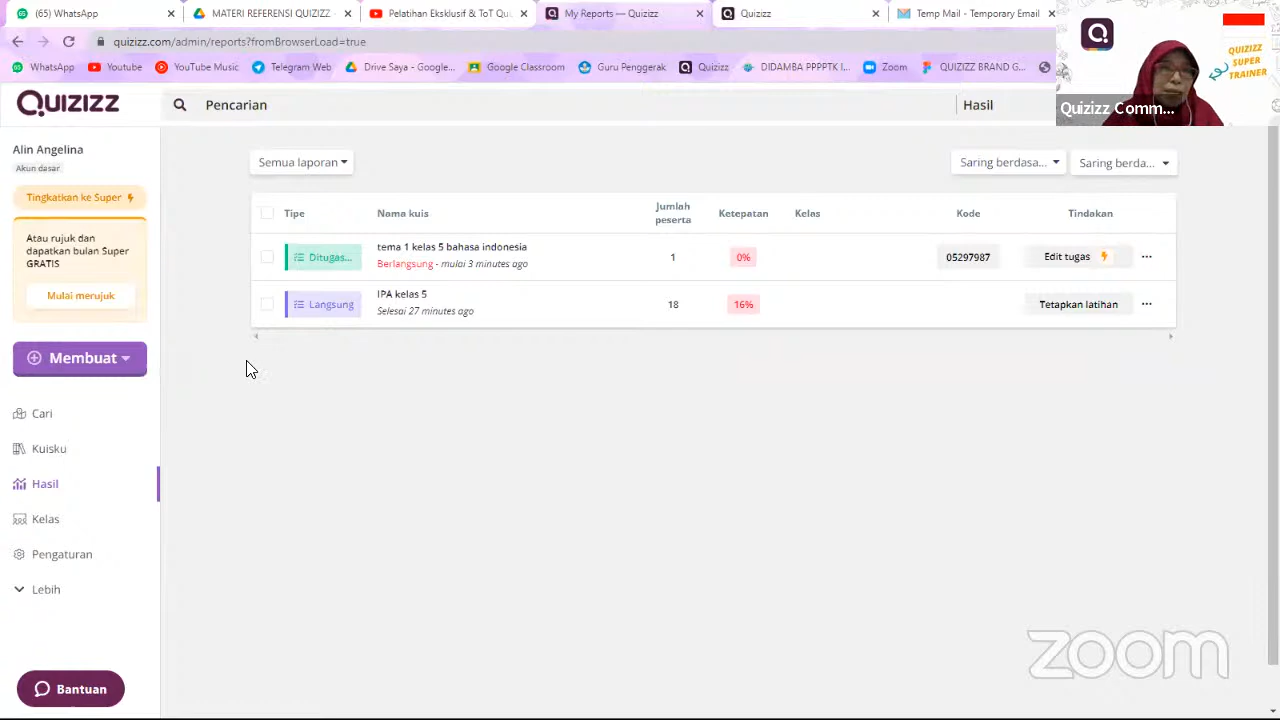 (65) WhatsApp
MATERI REFERENSI QUIZIZZ
Pelatihan Eksklusif & ToT Qu
Reports — Quizizz
Quizizz
Temp Mail
quizizz.com/admin/reports?fromBrowserLoad=true
WhatsApp
Youtube
YouTube Music
Telegram Web
Drive Saya - Google...
Guru Penggerak
Quizizz
DIDAMBA PPPPTK
Zoom
QUIZIZZ BRAND G...
QUIZIZZ
SUPER
TRAINER
Quizizz Comm...
QUIZIZZ
Pencarian
Hasil
Alin Angelina
Akun dasar
Tingkatkan ke Super
Atau rujuk dan
dapatkan bulan Super
GRATIS
Mulai merujuk
Membuat
Cari
Kuisku
Hasil
Kelas
Pengaturan
Lebih
Bantuan
Semua laporan
Saring berdasa...
Saring berda...
Tipe
Nama kuis
Jumlah
peserta
Ketepatan
Kelas
Kode
Tindakan
Ditugas...
tema 1 kelas 5 bahasa indonesia
Berlangsung - mulai 3 minutes ago
1
0%
05297987
Edit tugas
Langsung
IPA kelas 5
Selesai 27 minutes ago
18
16%
Tetapkan latihan
zoom